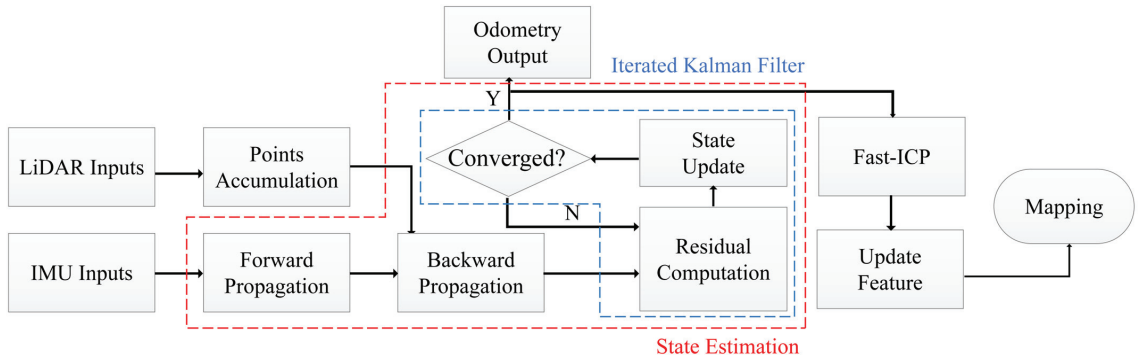 Odometry
Output
Iterated Kalman Filter
Y
LiDAR Inputs
Points
Accumulation
Converged?
State
Update
Fast-ICP
N
Mapping
IMU Inputs
Forward
Propagation
Backward
Propagation
Residual
Computation
Update
Feature
State Estimation